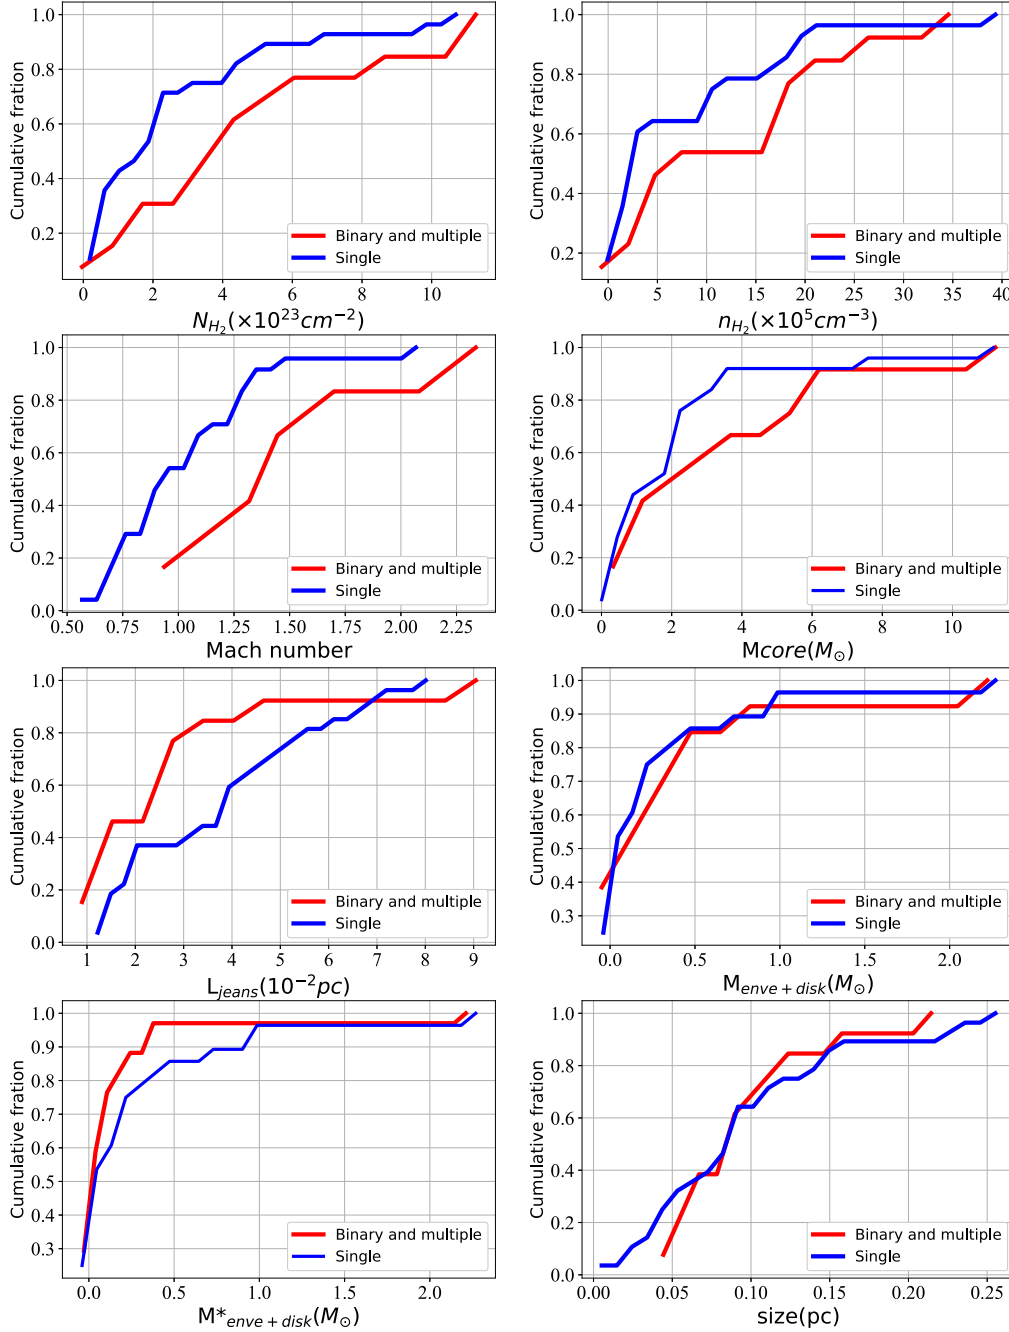 1.0
0.8
0.6
0.4
0.2
Cumulative fration
Binary and multiple
Single
0 2 4 6 8 10
N_{H_2}(×10^{23}cm^{-2})
1.0
0.8
0.6
0.4
0.2
Cumulative fration
Binary and multiple
Single
0 5 10 15 20 25 30 35 40
n_{H_2}(×10^5cm^{-3})
1.0
0.8
0.6
0.4
0.2
0.0
Cumulative fration
Binary and multiple
Single
0.50 0.75 1.00 1.25 1.50 1.75 2.00 2.25
Mach number
1.0
0.8
0.6
0.4
0.2
0.0
Cumulative fration
Binary and multiple
Single
0 2 4 6 8 10
Mcore(M_⊙)
1.0
0.8
0.6
0.4
0.2
0.0
Cumulative fration
Binary and multiple
Single
1 2 3 4 5 6 7 8 9
L_{jeans}(10^{-2}pc)
1.0
0.9
0.8
0.7
0.6
0.5
0.4
0.3
Cumulative fration
Binary and multiple
Single
0.0 0.5 1.0 1.5 2.0
M_{enve+disk}(M_⊙)
1.0
0.9
0.8
0.7
0.6
0.5
0.4
0.3
Cumulative fration
Binary and multiple
Single
0.0 0.5 1.0 1.5 2.0
M*_{enve+disk}(M_⊙)
1.0
0.8
0.6
0.4
0.2
0.0
Cumulative fration
Binary and multiple
Single
0.00 0.05 0.10 0.15 0.20 0.25
size(pc)